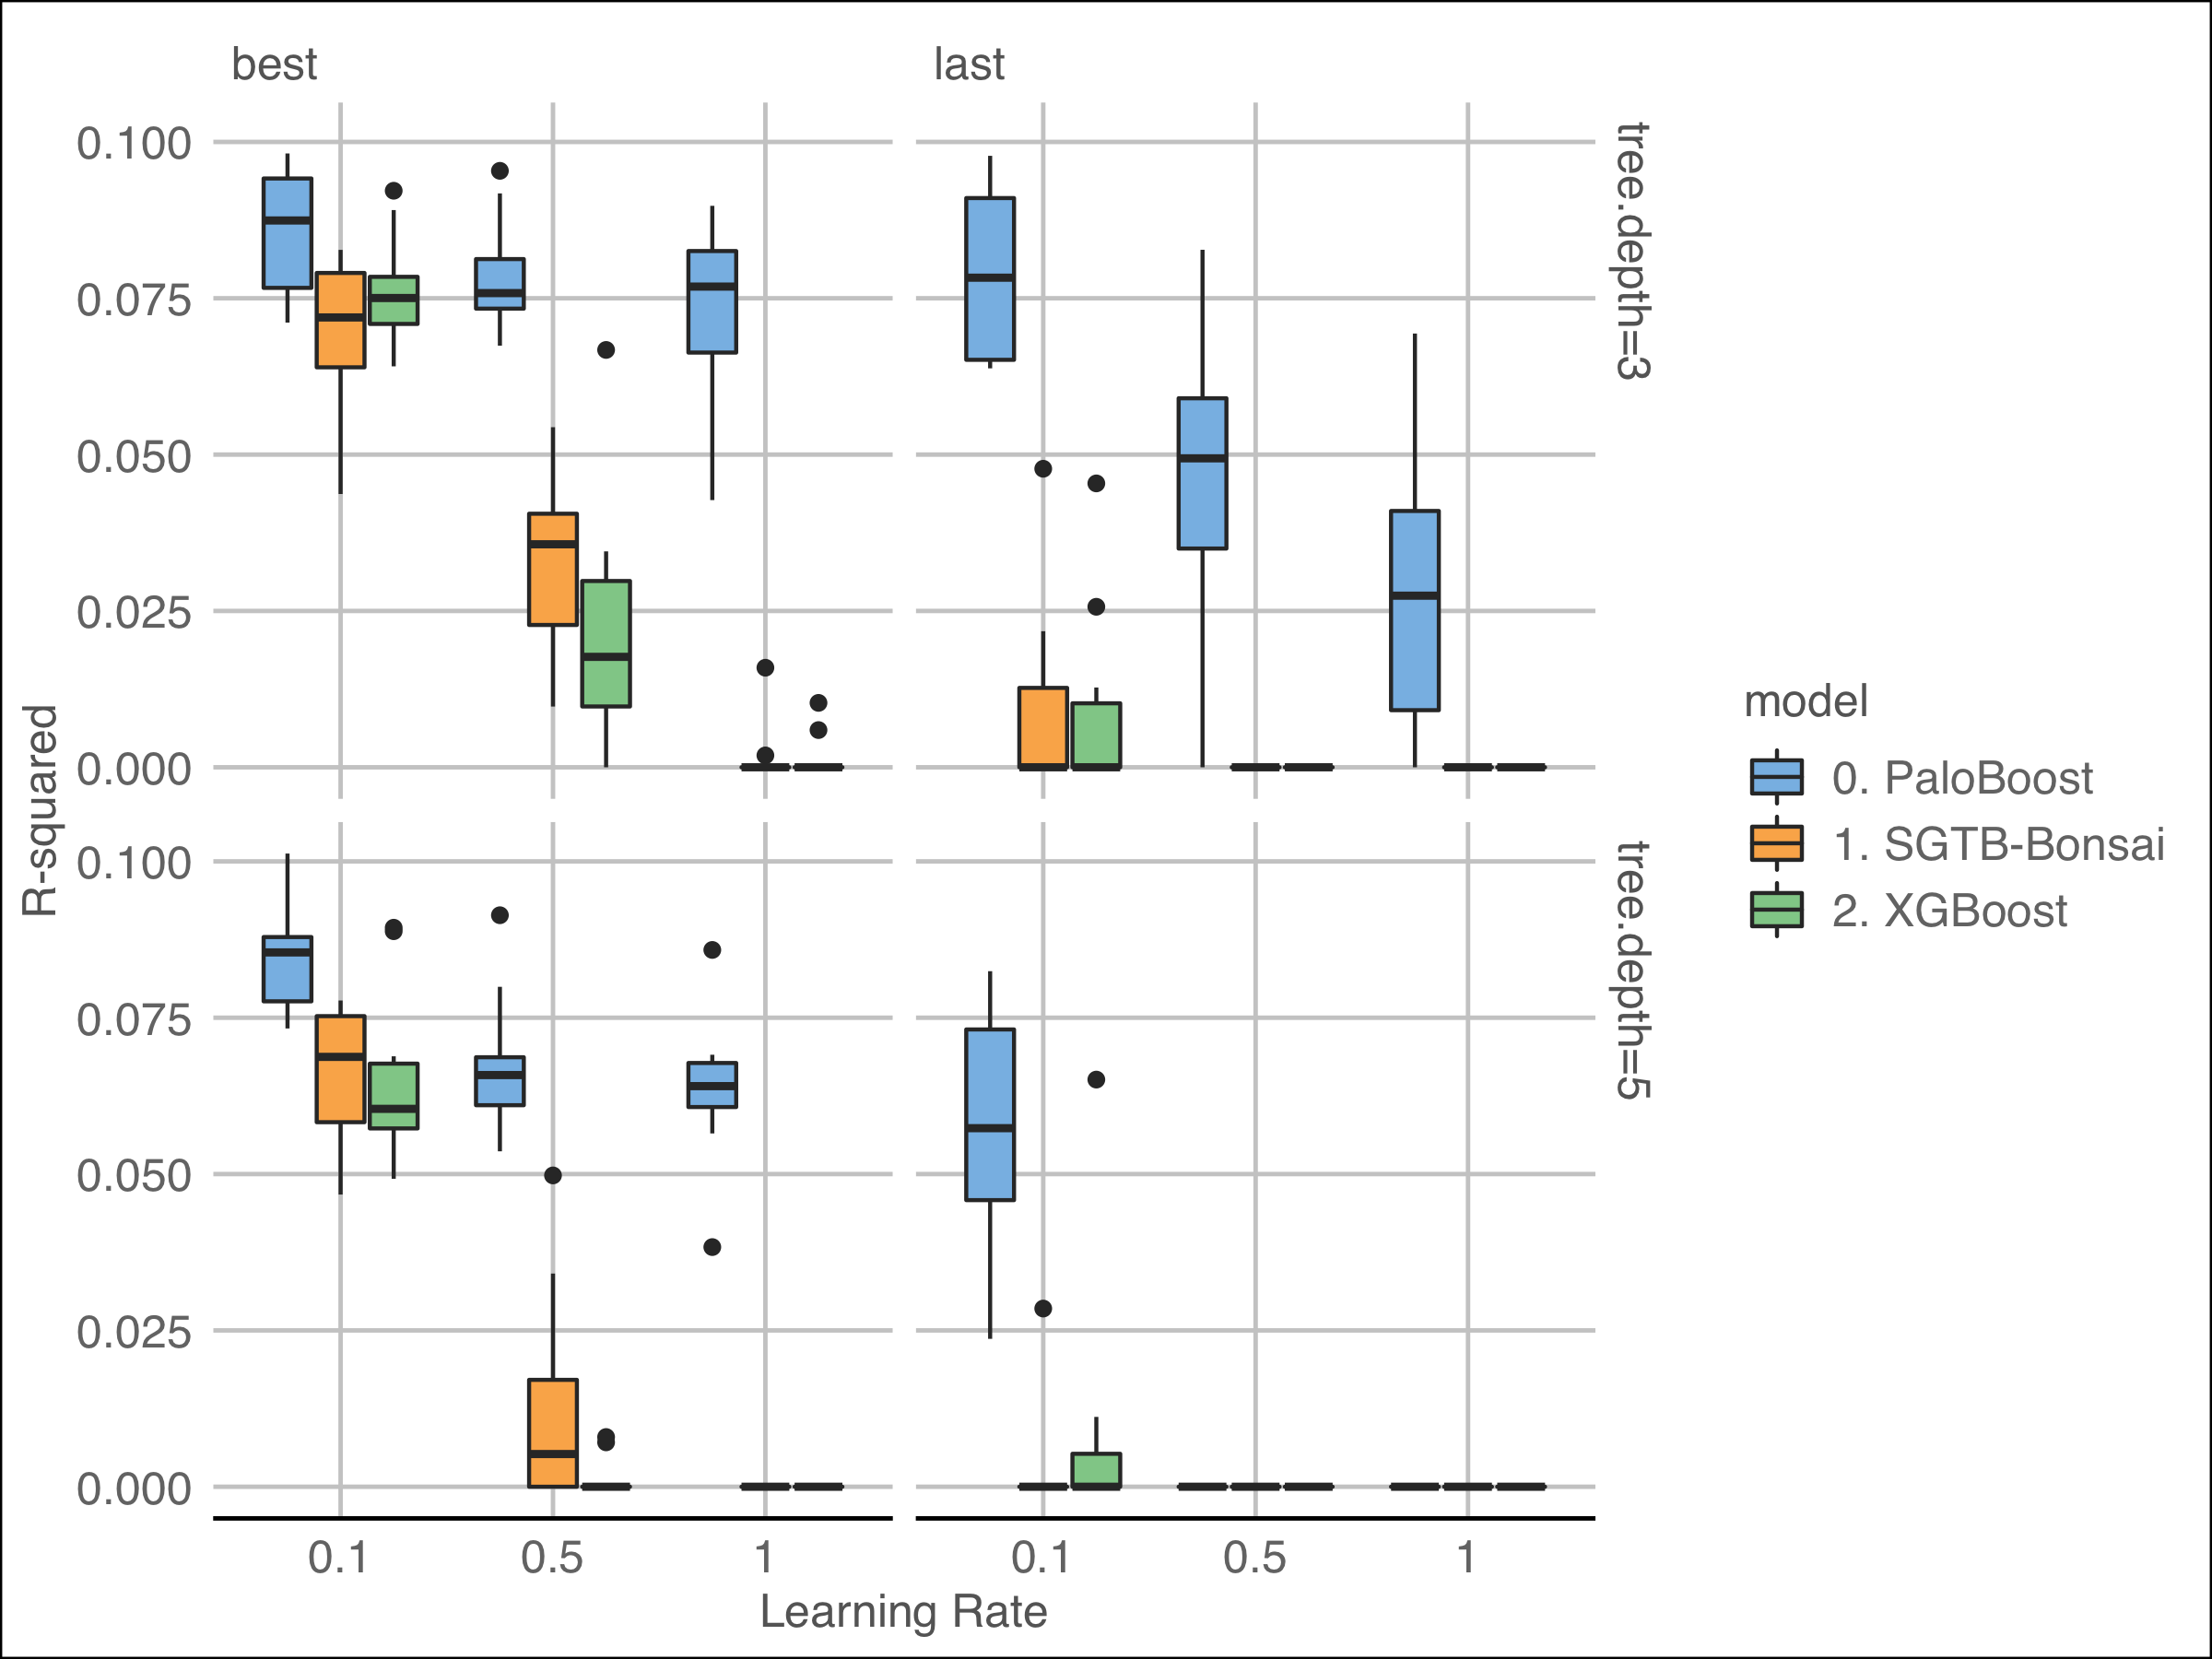 best
last
0.100
0.075
0.050
0.025
0.000
tree.depth=3
R-squared
0.100
0.075
0.050
0.025
0.000
tree.depth=5
0.1
0.5
1
0.1
0.5
1
Learning Rate
model
0. PaloBoost
1. SGTB-Bonsai
2. XGBoost